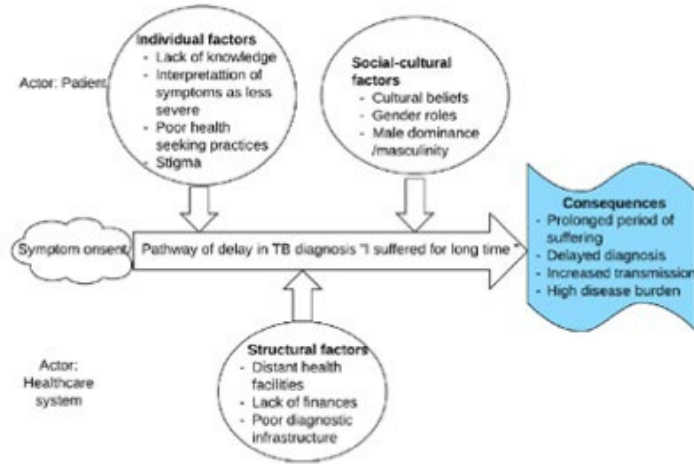 Individual factors
- Lack of knowledge
- Interprettation of
symptoms as less
severe
- Poor health
seeking practices
- Stigma
Actor: Patient
Social-cultural
factors
- Cultural beliefs
- Gender roles
- Male dominance
/masculinity
Consequences
- Prolonged period of
suffering
- Delayed diagnosis
- Increased transmission
- High disease burden
Symptom onsent
Pathway of delay in TB diagnosis "I suffered for long time "
Structural factors
- Distant health
facilities
- Lack of finances
- Poor diagnostic
infrastructure
Actor:
Healthcare
system